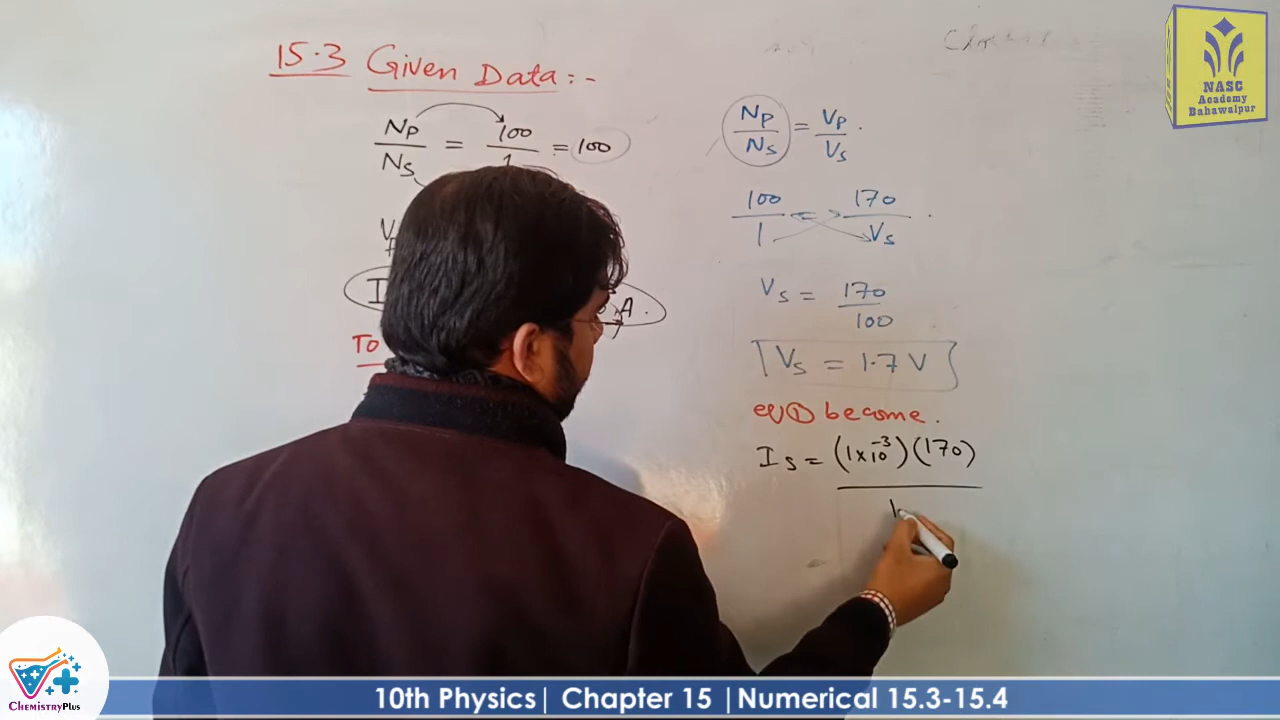 15.3 Given Data:-
Np/Ns = 100/1 = 100
I
A.
To
Np/Ns = Vp/Vs.
100/1 = 170/Vs.
Vs = 170/100
Vs = 1.7 V
eq ① become.
Is = (1×10⁻³)(170)
NASC
Academy
Bahawalpur
ChemistryPlus
10th Physics| Chapter 15 |Numerical 15.3-15.4